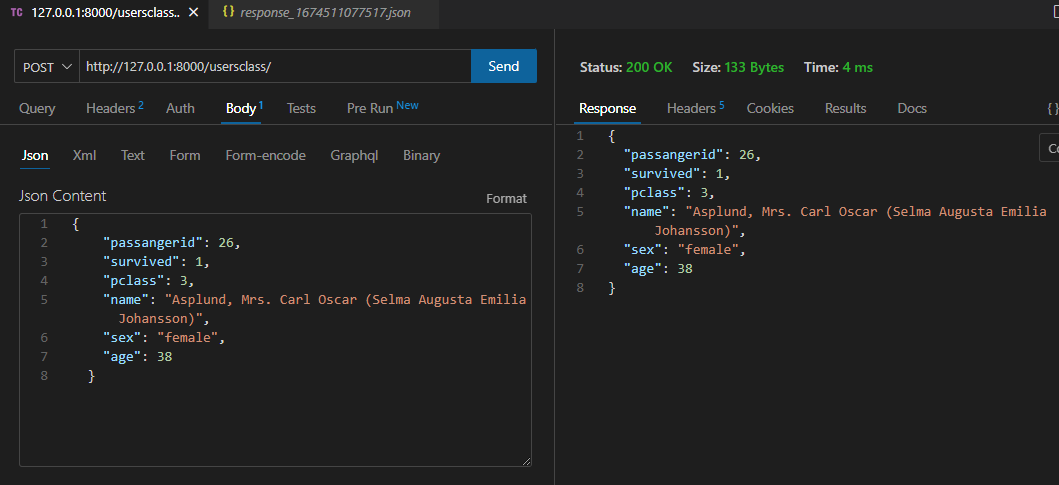 TC 127.0.0.1:8000/usersclass.. × {} response_1674511077517.json
POST http://127.0.0.1:8000/usersclass/ Send
Query Headers 2 Auth Body 1 Tests Pre Run New
Json Xml Text Form Form-encode Graphql Binary
Json Content Format
1 {
2 "passangerid": 26,
3 "survived": 1,
4 "pclass": 3,
5 "name": "Asplund, Mrs. Carl Oscar (Selma Augusta Emilia
Johansson)",
6 "sex": "female",
7 "age": 38
8 }
Status: 200 OK Size: 133 Bytes Time: 4 ms
Response Headers 5 Cookies Results Docs {}
1 {
2 "passangerid": 26,
3 "survived": 1,
4 "pclass": 3,
5 "name": "Asplund, Mrs. Carl Oscar (Selma Augusta Emilia
Johansson)",
6 "sex": "female",
7 "age": 38
8 }